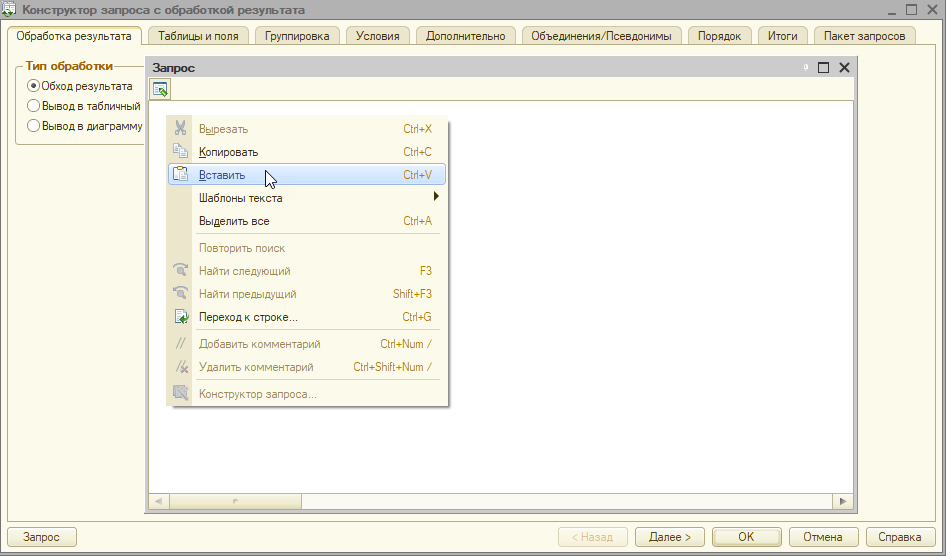 Конструктор запроса с обработкой результата
Обработка результата
Таблицы и поля
Группировка
Условия
Дополнительно
Объединения/Псевдонимы
Порядок
Итоги
Пакет запросов
Тип обработки
Обход результата
Вывод в табличный
Вывод в диаграмму
Запрос
Вырезать Ctrl+X
Копировать Ctrl+C
Вставить Ctrl+V
Шаблоны текста
Выделить все Ctrl+A
Повторить поиск
Найти следующий F3
Найти предыдущий Shift+F3
Переход к строке... Ctrl+G
Добавить комментарий Ctrl+Num /
Удалить комментарий Ctrl+Shift+Num /
Конструктор запроса...
Запрос
< Назад
Далее >
OK
Отмена
Справка